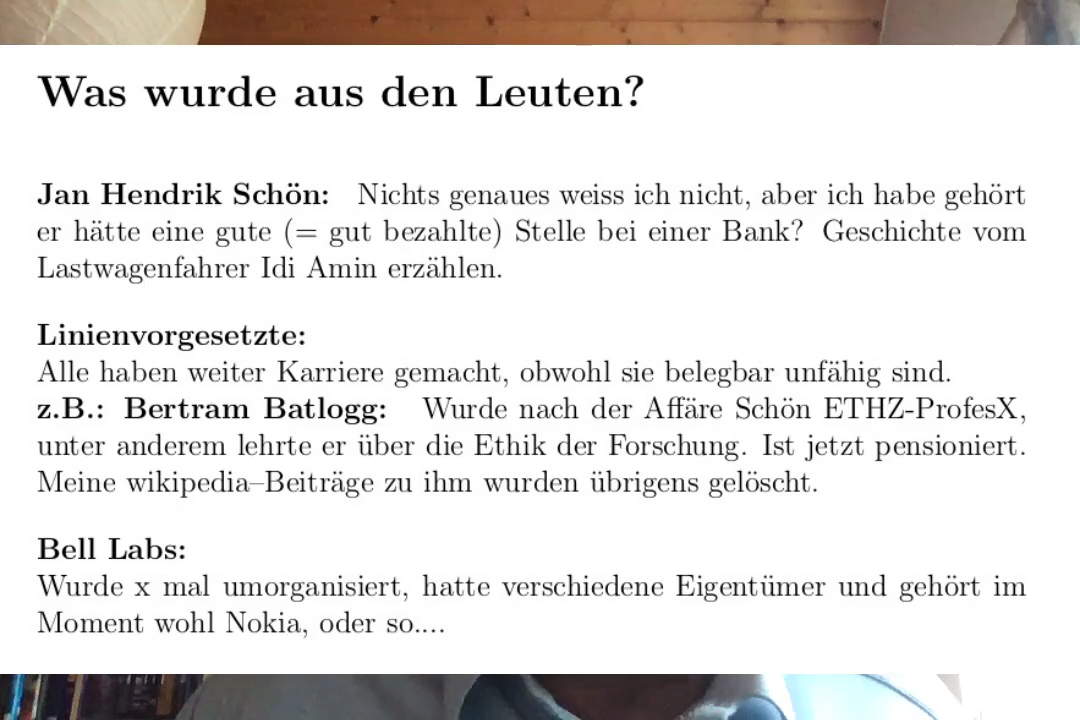 Was wurde aus den Leuten?
Jan Hendrik Schön: Nichts genaues weiss ich nicht, aber ich habe gehört
er hätte eine gute (= gut bezahlte) Stelle bei einer Bank? Geschichte vom
Lastwagenfahrer Idi Amin erzählen.
Linienvorgesetzte:
Alle haben weiter Karriere gemacht, obwohl sie belegbar unfähig sind.
z.B.: Bertram Batlogg: Wurde nach der Affäre Schön ETHZ-ProfesX,
unter anderem lehrte er über die Ethik der Forschung. Ist jetzt pensioniert.
Meine wikipedia–Beiträge zu ihm wurden übrigens gelöscht.
Bell Labs:
Wurde x mal umorganisiert, hatte verschiedene Eigentümer und gehört im
Moment wohl Nokia, oder so....